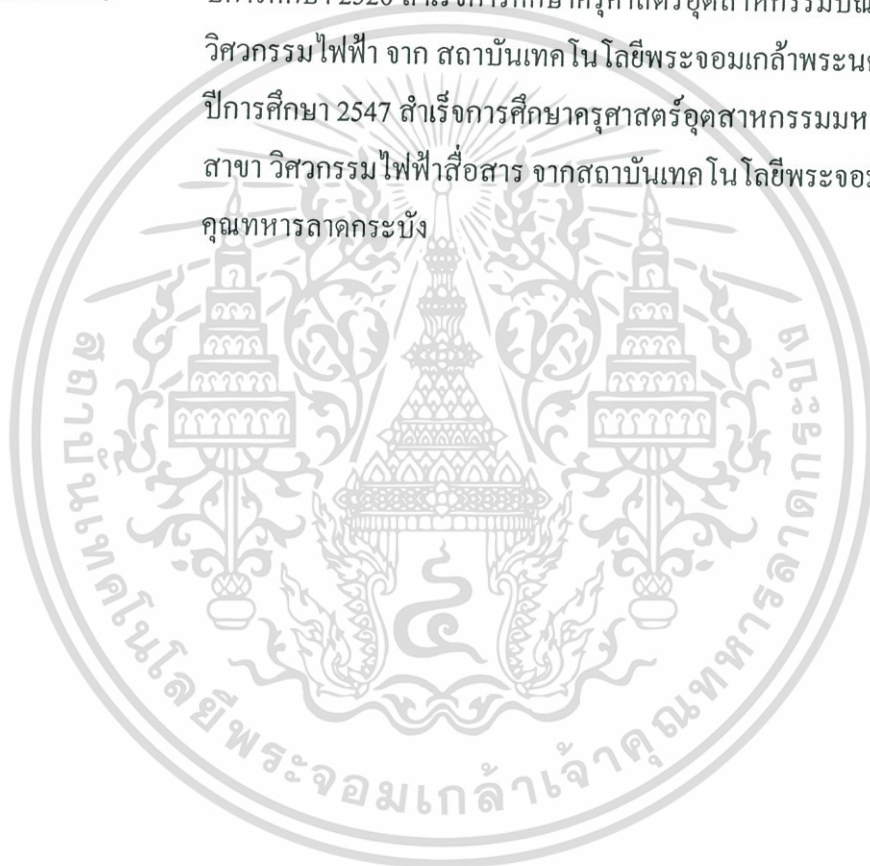 วิศวกรรมไฟฟ้า จาก สถาบันเทคโนโลยีพระจอมเกล้าพระนค
ปีการศึกษา 2547 สำเร็จการศึกษาครุศาสตร์อุตสาหกรรมมห
สาขา วิศวกรรมไฟฟ้าสื่อสาร จากสถาบันเทคโนโลยีพระจอม
คุณทหารลาดกระบัง
สถาบันเทคโนโลยีพระจอมเกล้าเจ้าคุณทหารลาดกระบัง